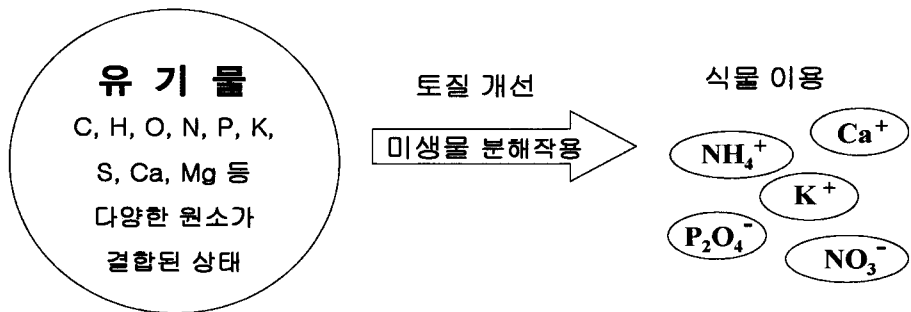 유 기 물
C, H, O, N, P, K,
S, Ca, Mg 등
다양한 원소가
결합된 상태
토질 개선
미생물 분해작용
식물 이용
Ca⁺
NH₄⁺
K⁺
P₂O₄⁻
NO₃⁻